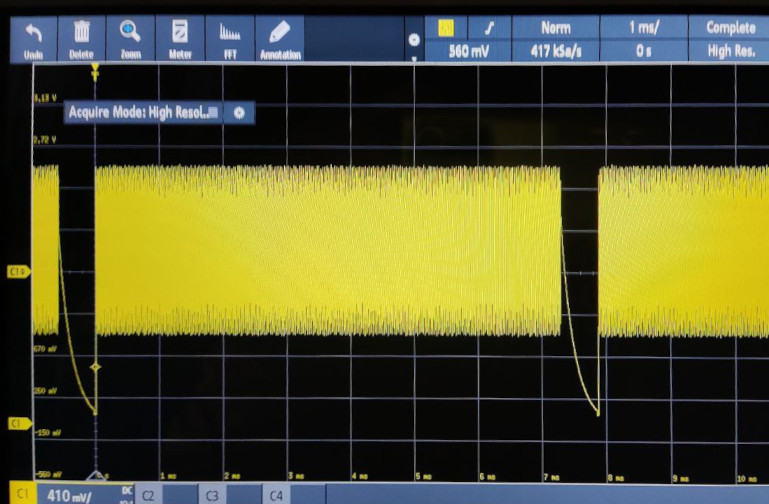 Undo Delete Zoom Meter FFT Annotation
Norm 1 ms/ Complete
560 mV 417 kSa/s 0 s High Res.
3,13 V
Acquire Mode: High Resol..
2,72 V
C1
670 mV
260 mV
C1
-150 mV
-560 mV 1 ms 2 ms 3 ms 4 ms 5 ms 6 ms 7 ms 8 ms 9 ms 10 ms
C1 410 mV/ DC C2 C3 C4